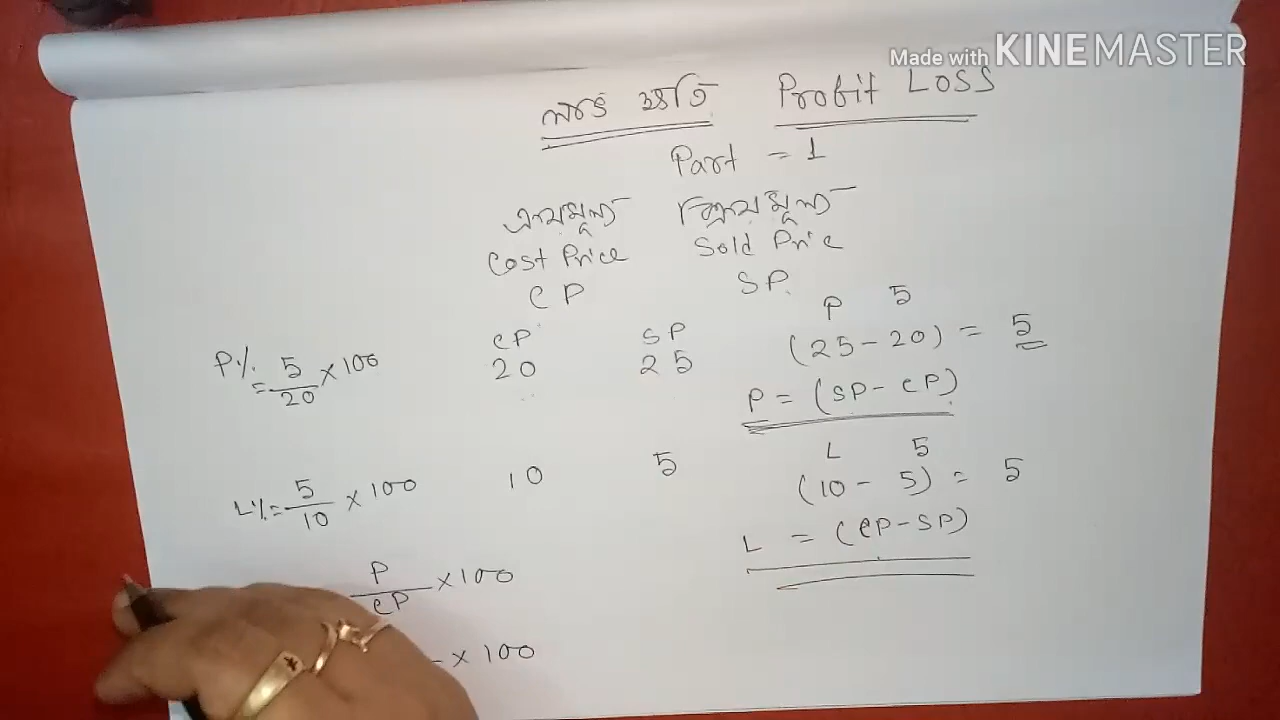 Made with KINEMASTER
লাভ ক্ষতি Profit Loss
Part = 1
ক্রয়মূল্য বিক্রয়মূল্য
Cost Price Sold Price
CP SP
P 5
CP SP (25 - 20) = 5
P% = 5/20 × 100 20 25
P = (SP - CP)
L 5
L% = 5/10 × 100 10 5 (10 - 5) = 5
L = (CP - SP)
P/CP × 100
× 100